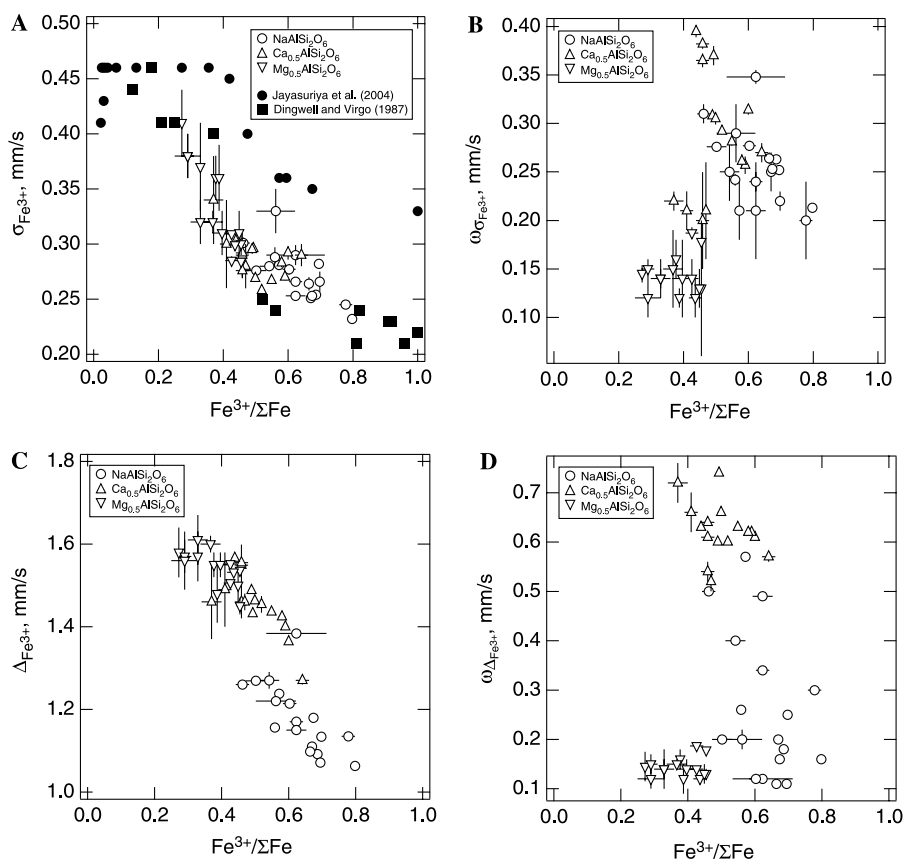 A
NaAlSi2O6
Ca0.5AlSi2O6
Mg0.5AlSi2O6
Jayasuriya et al. (2004)
Dingwell and Virgo (1987)
0.50
0.45
0.40
0.35
0.30
0.25
0.20
σFe3+, mm/s
0.0 0.2 0.4 0.6 0.8 1.0
Fe3+/ΣFe
B
NaAlSi2O6
Ca0.5AlSi2O6
Mg0.5AlSi2O6
0.40
0.35
0.30
0.25
0.20
0.15
0.10
ωσFe3+, mm/s
0.0 0.2 0.4 0.6 0.8 1.0
Fe3+/ΣFe
C
NaAlSi2O6
Ca0.5AlSi2O6
Mg0.5AlSi2O6
1.8
1.6
1.4
1.2
1.0
ΔFe3+, mm/s
0.0 0.2 0.4 0.6 0.8 1.0
Fe3+/ΣFe
D
NaAlSi2O6
Ca0.5AlSi2O6
Mg0.5AlSi2O6
0.7
0.6
0.5
0.4
0.3
0.2
0.1
ωΔFe3+, mm/s
0.0 0.2 0.4 0.6 0.8 1.0
Fe3+/ΣFe